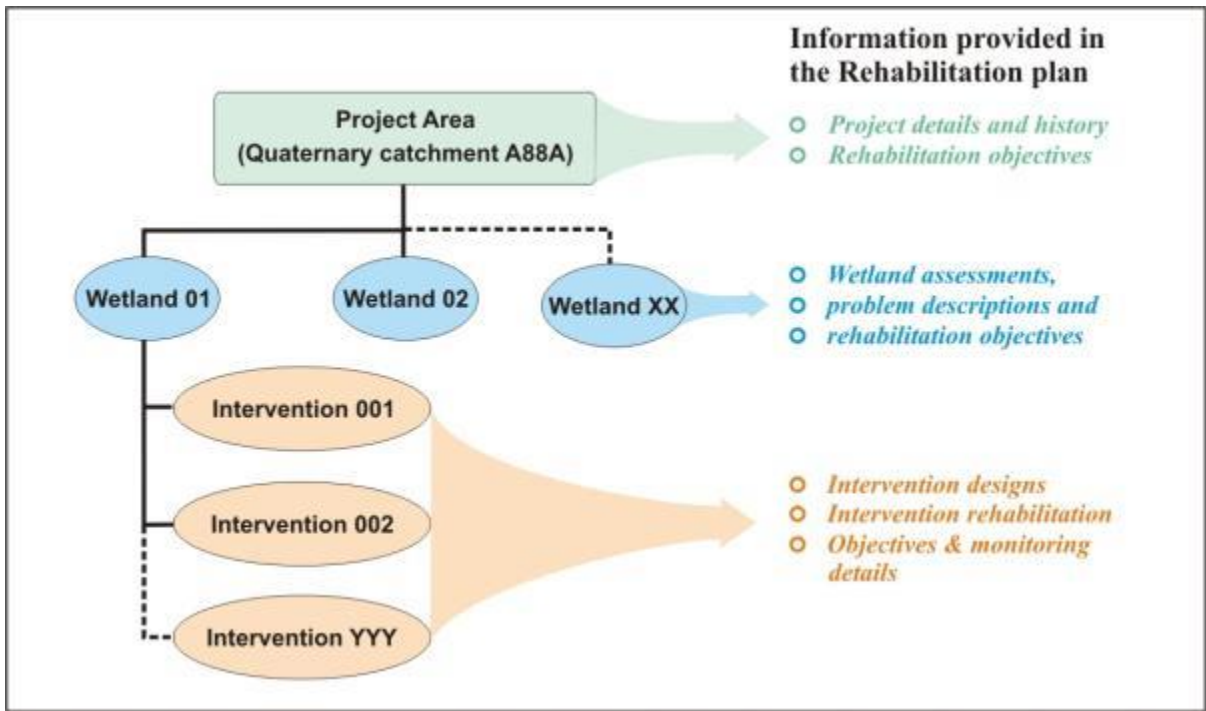 Information provided in
the Rehabilitation plan
Project Area
(Quaternary catchment A88A)
Project details and history
Rehabilitation objectives
Wetland 01
Wetland 02
Wetland XX
Wetland assessments,
problem descriptions and
rehabilitation objectives
Intervention 001
Intervention 002
Intervention YYY
Intervention designs
Intervention rehabilitation
Objectives & monitoring
details